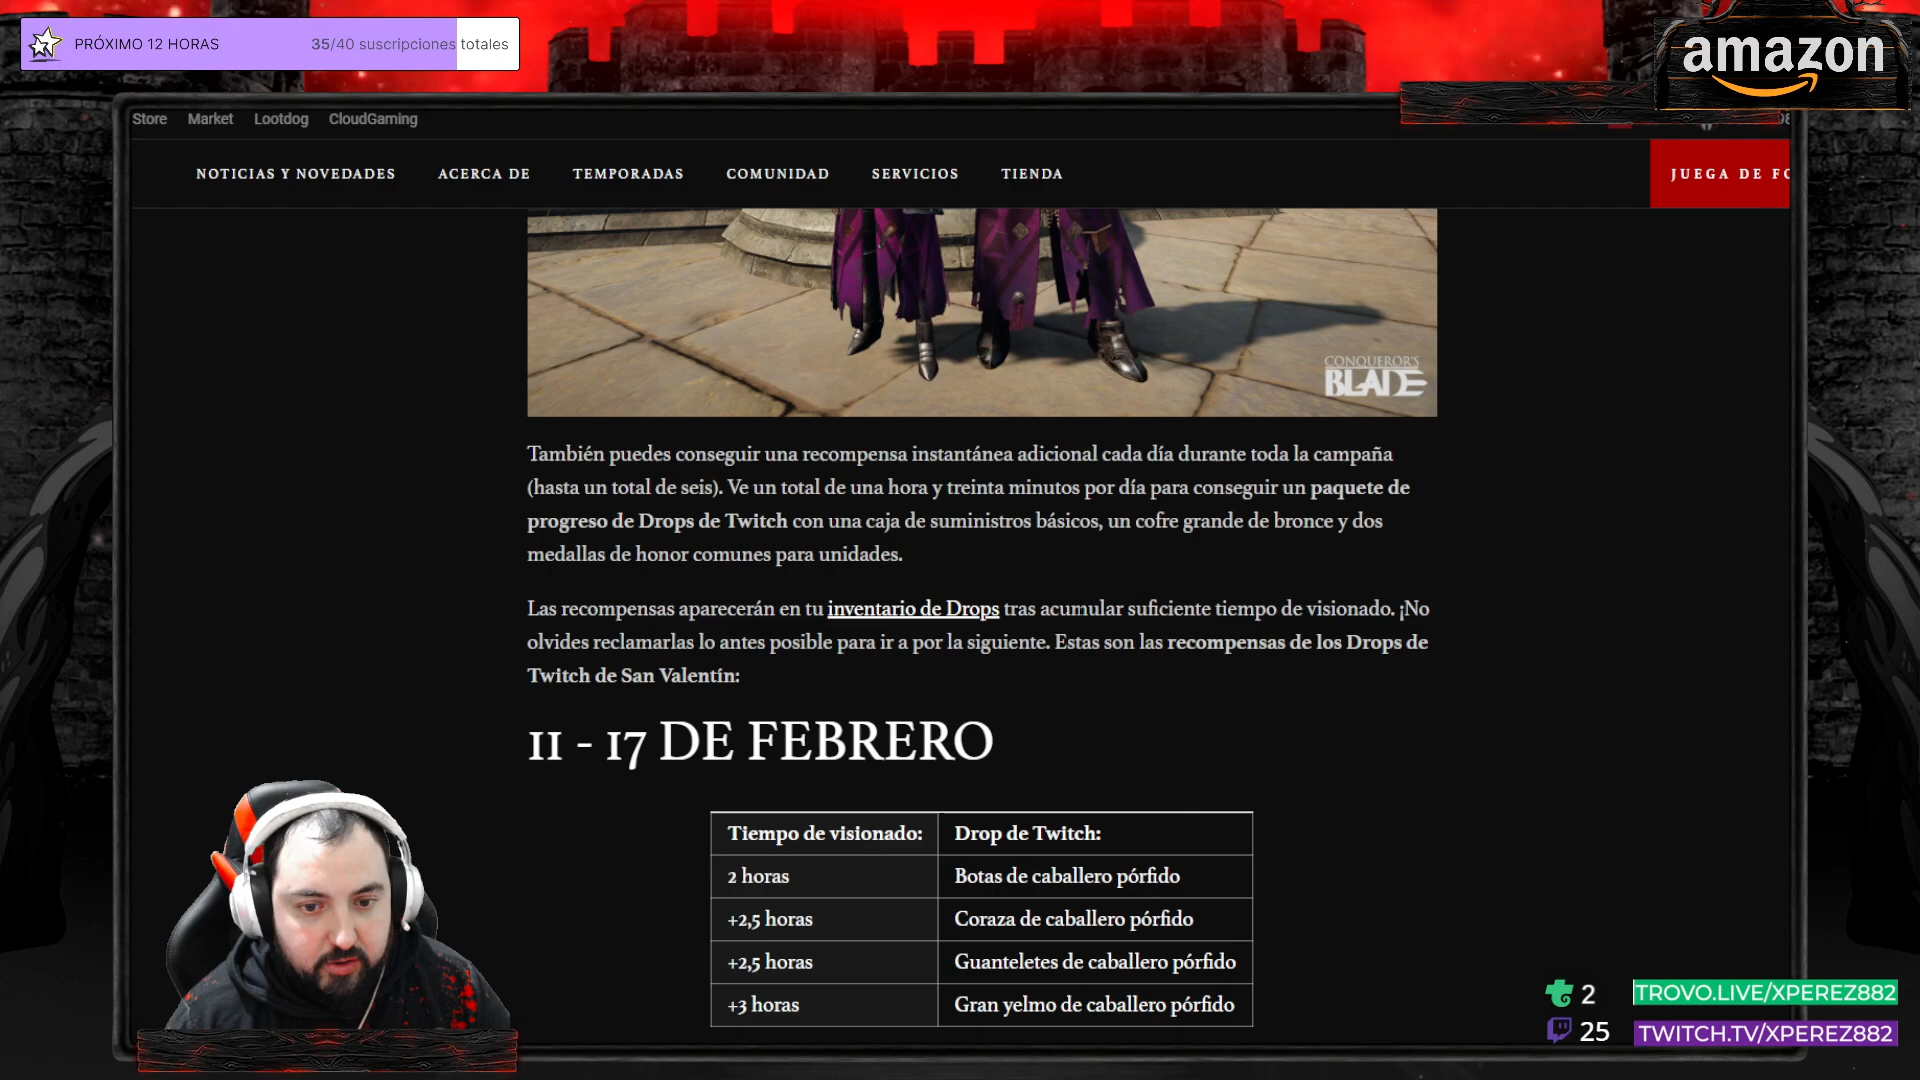 PRÓXIMO 12 HORAS
35/40 suscripciones totales
amazon
Store Market Lootdog CloudGaming
NOTICIAS Y NOVEDADES ACERCA DE TEMPORADAS COMUNIDAD SERVICIOS TIENDA
JUEGA DE
CONQUEROR'S
BLADE
También puedes conseguir una recompensa instantánea adicional cada día durante toda la campaña
(hasta un total de seis). Ve un total de una hora y treinta minutos por día para conseguir un paquete de
progreso de Drops de Twitch con una caja de suministros básicos, un cofre grande de bronce y dos
medallas de honor comunes para unidades.
Las recompensas aparecerán en tu inventario de Drops tras acumular suficiente tiempo de visionado. ¡No
olvides reclamarlas lo antes posible para ir a por la siguiente. Estas son las recompensas de los Drops de
Twitch de San Valentín:
11 - 17 DE FEBRERO
Tiempo de visionado: Drop de Twitch:
2 horas Botas de caballero pórfido
+2,5 horas Coraza de caballero pórfido
+2,5 horas Guanteletes de caballero pórfido
+3 horas Gran yelmo de caballero pórfido
2 TROVO.LIVE/XPEREZ882
25 TWITCH.TV/XPEREZ882